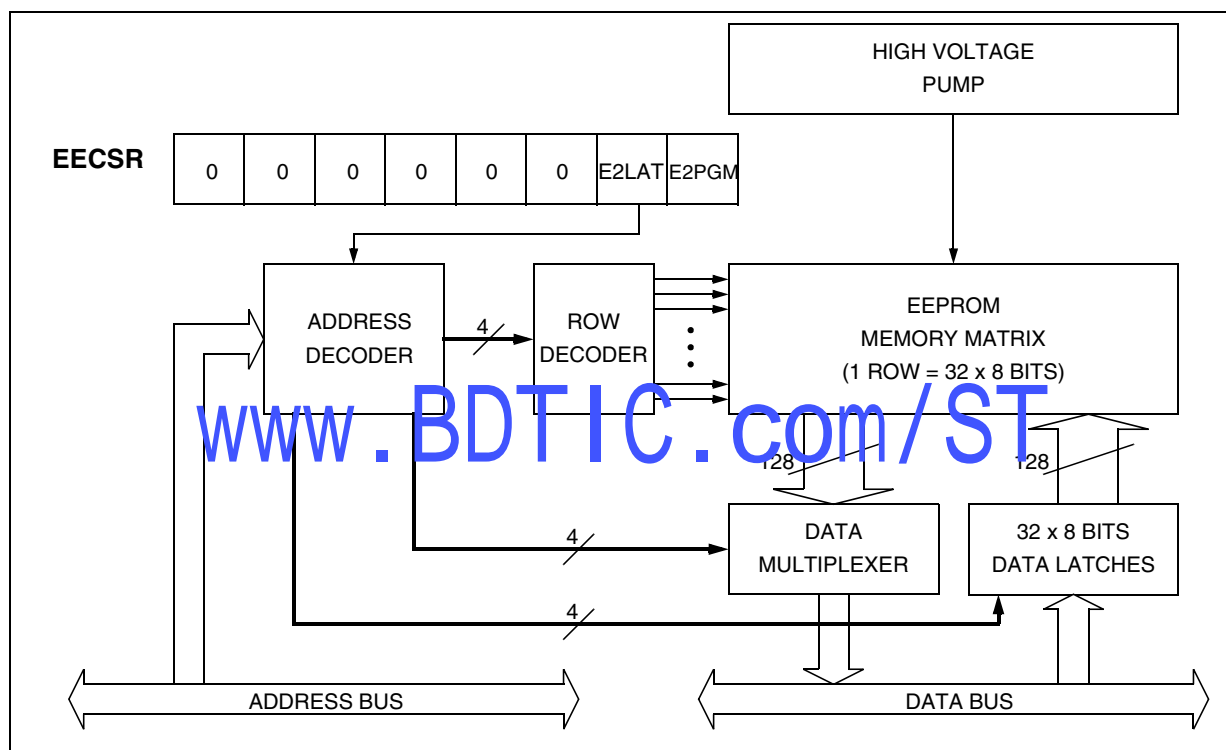 HIGH VOLTAGE
PUMP
EECSR
0 0 0 0 0 0 E2LAT E2PGM
ADDRESS
DECODER
4
ROW
DECODER
EEPROM
MEMORY MATRIX
(1 ROW = 32 x 8 BITS)
www.BDTIC.com/ST
128
128
4
DATA
MULTIPLEXER
32 x 8 BITS
DATA LATCHES
4
ADDRESS BUS
DATA BUS